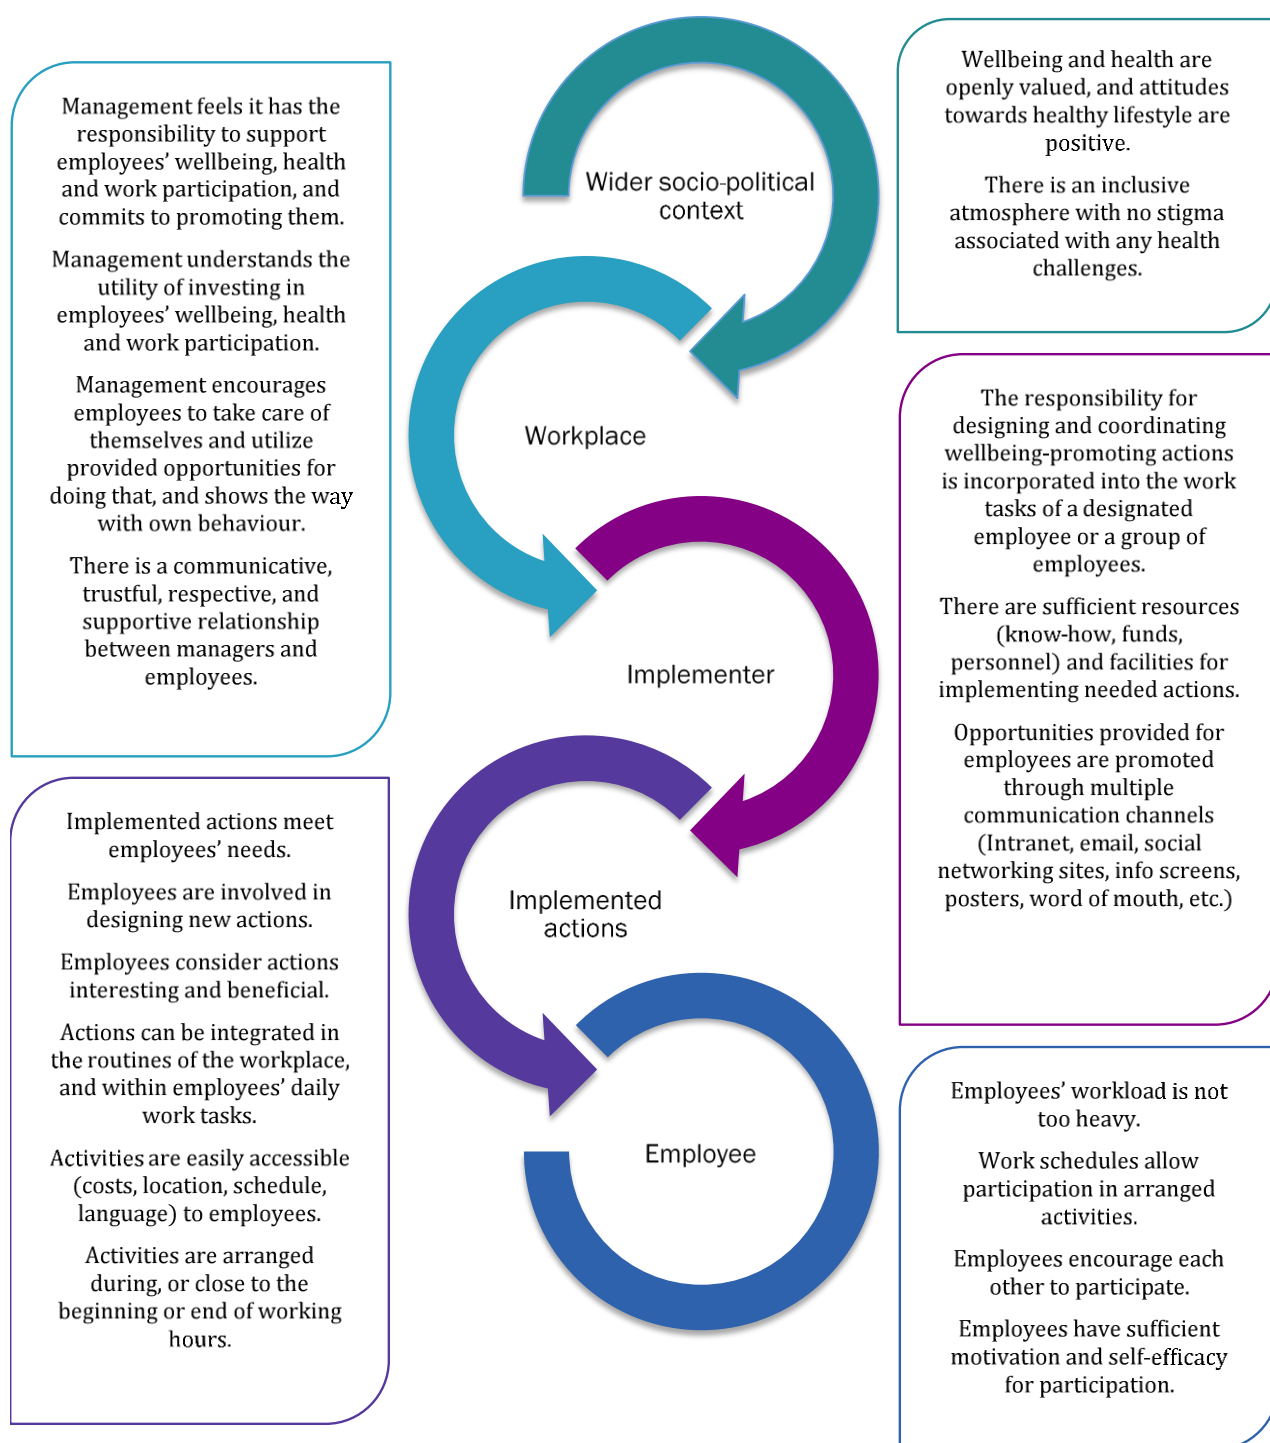 Wider socio-political
context
Wellbeing and health are
openly valued, and attitudes
towards healthy lifestyle are
positive.
There is an inclusive
atmosphere with no stigma
associated with any health
challenges.
Management feels it has the
responsibility to support
employees’ wellbeing, health
and work participation, and
commits to promoting them.
Management understands the
utility of investing in
employees’ wellbeing, health
and work participation.
Management encourages
employees to take care of
themselves and utilize
provided opportunities for
doing that, and shows the way
with own behaviour.
There is a communicative,
trustful, respective, and
supportive relationship
between managers and
employees.
Workplace
Implementer
The responsibility for
designing and coordinating
wellbeing-promoting actions
is incorporated into the work
tasks of a designated
employee or a group of
employees.
There are sufficient resources
(know-how, funds,
personnel) and facilities for
implementing needed actions.
Opportunities provided for
employees are promoted
through multiple
communication channels
(Intranet, email, social
networking sites, info screens,
posters, word of mouth, etc.)
Implemented actions meet
employees’ needs.
Employees are involved in
designing new actions.
Employees consider actions
interesting and beneficial.
Actions can be integrated in
the routines of the workplace,
and within employees’ daily
work tasks.
Activities are easily accessible
(costs, location, schedule,
language) to employees.
Activities are arranged
during, or close to the
beginning or end of working
hours.
Implemented
actions
Employee
Employees’ workload is not
too heavy.
Work schedules allow
participation in arranged
activities.
Employees encourage each
other to participate.
Employees have sufficient
motivation and self-efficacy
for participation.